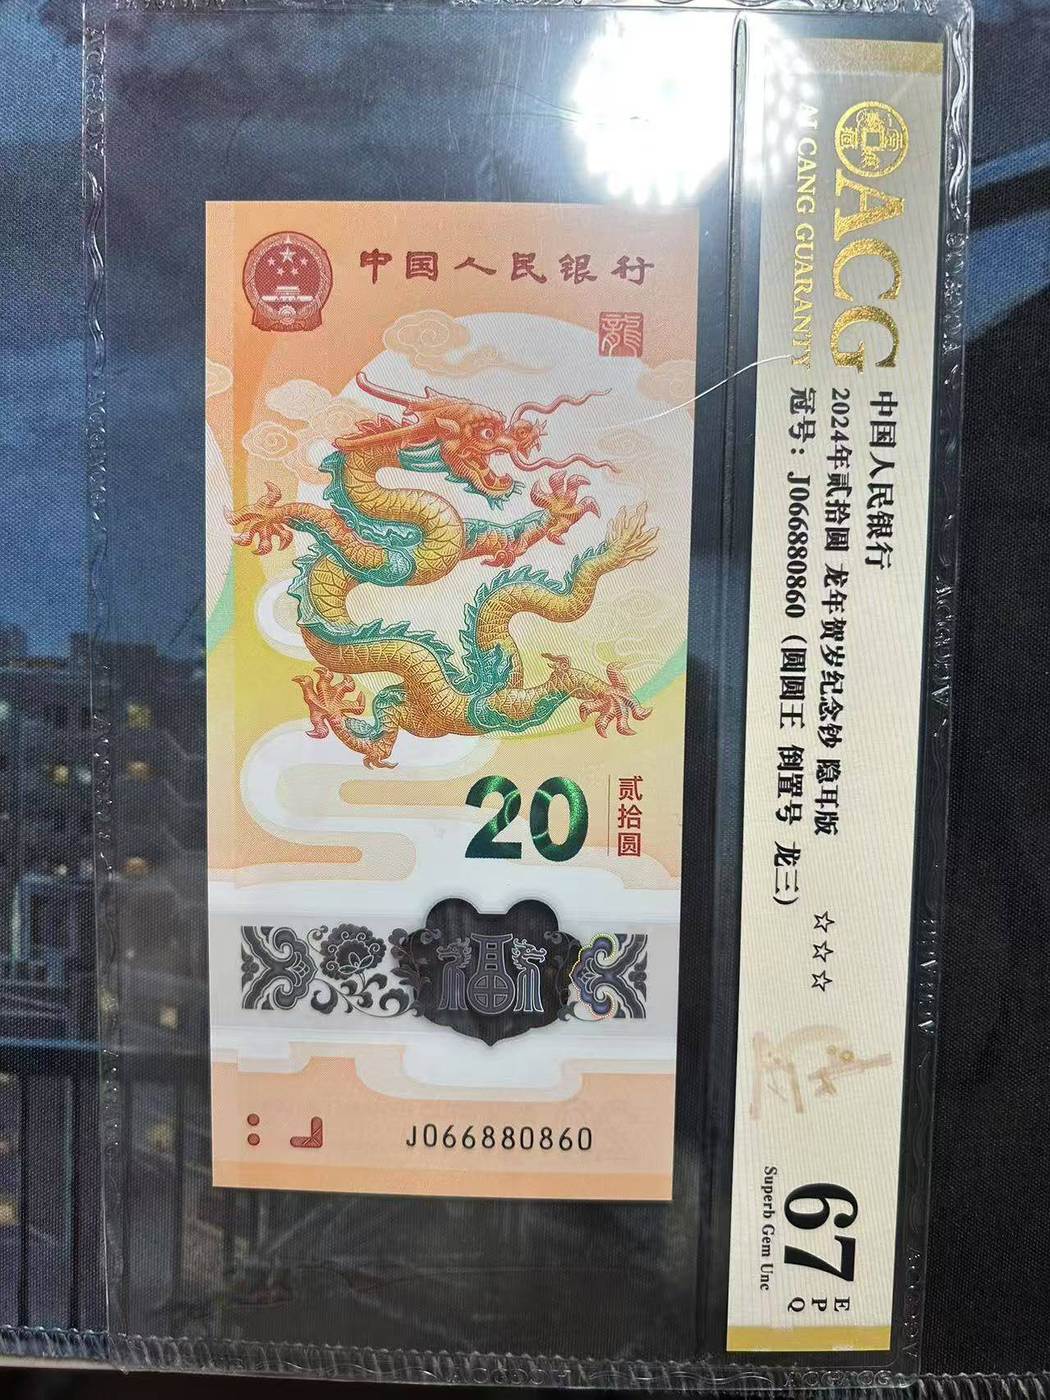 中国人民银行
龍
20
贰拾圆
福
J066880860
ACG
AI CANG GUARANTY
中国人民银行
2024年贰拾圆 龙年贺岁纪念钞 隐耳版
冠号：J066880860（圆圆王 倒置号 龙三）
☆☆☆
67 EPQ
Superb Gem Unc